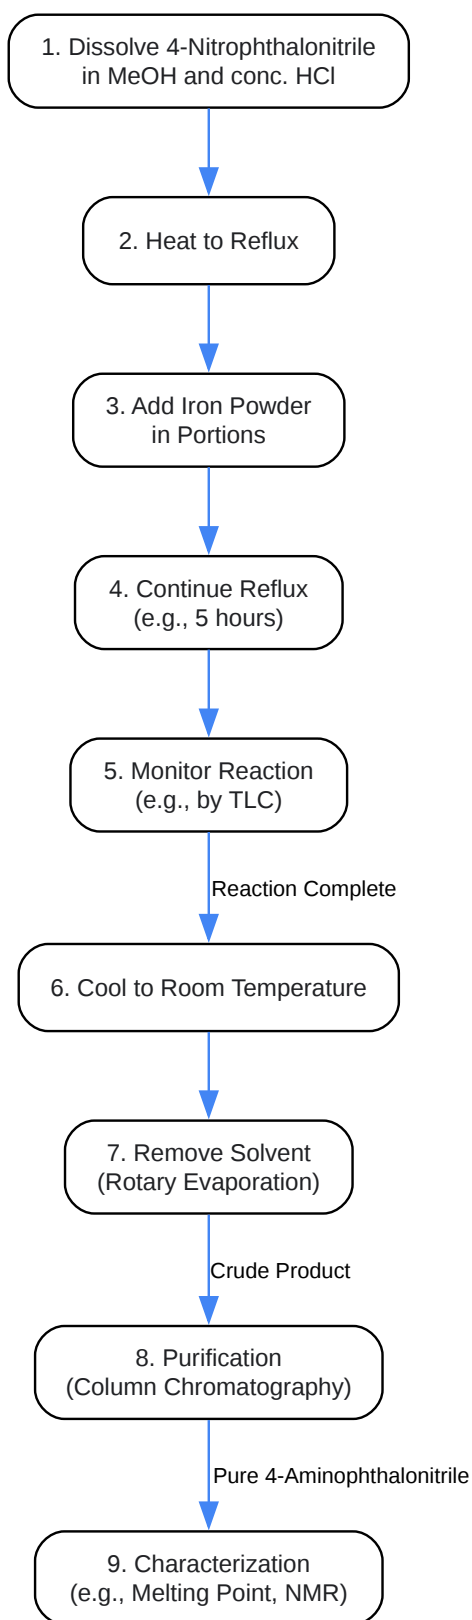 1. Dissolve 4-Nitrophthalonitrile
in MeOH and conc. HCl
2. Heat to Reflux
3. Add Iron Powder
in Portions
4. Continue Reflux
(e.g., 5 hours)
5. Monitor Reaction
(e.g., by TLC)
Reaction Complete
6. Cool to Room Temperature
7. Remove Solvent
(Rotary Evaporation)
Crude Product
8. Purification
(Column Chromatography)
Pure 4-Aminophthalonitrile
9. Characterization
(e.g., Melting Point, NMR)